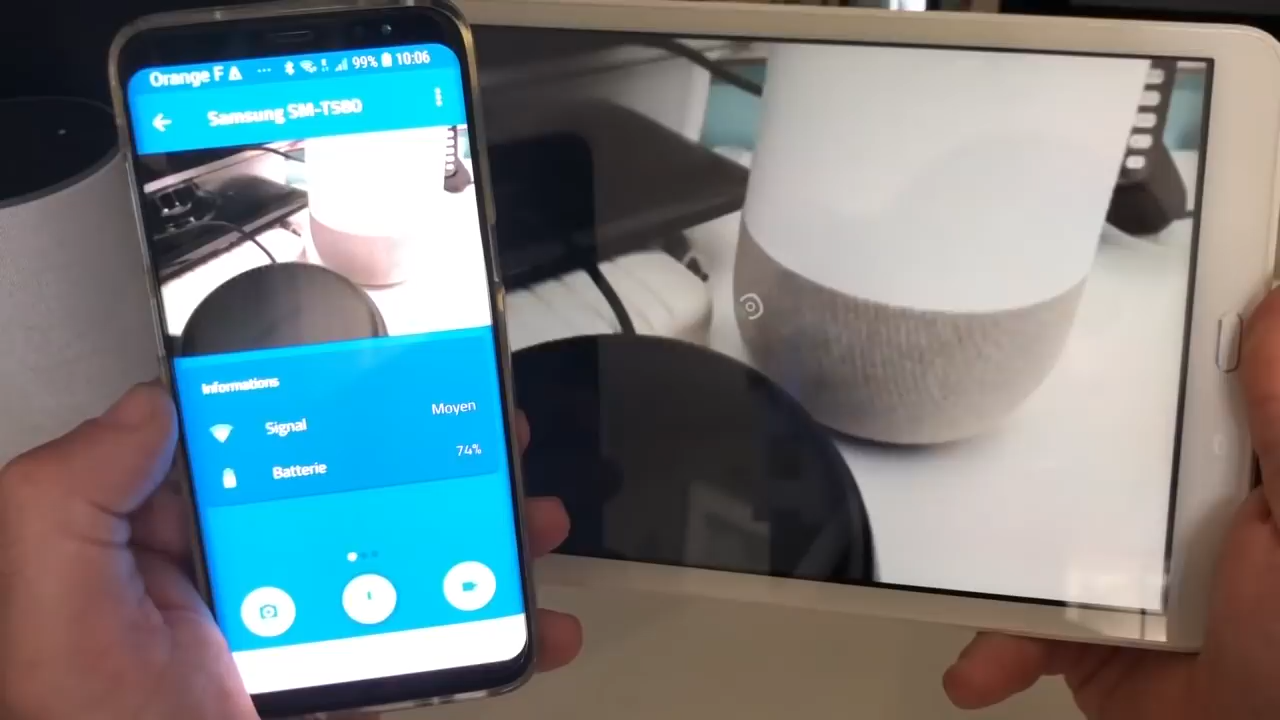 Orange F 99% 10:06
Samsung SM-T580
Informations
Signal Moyen
Batterie 74%